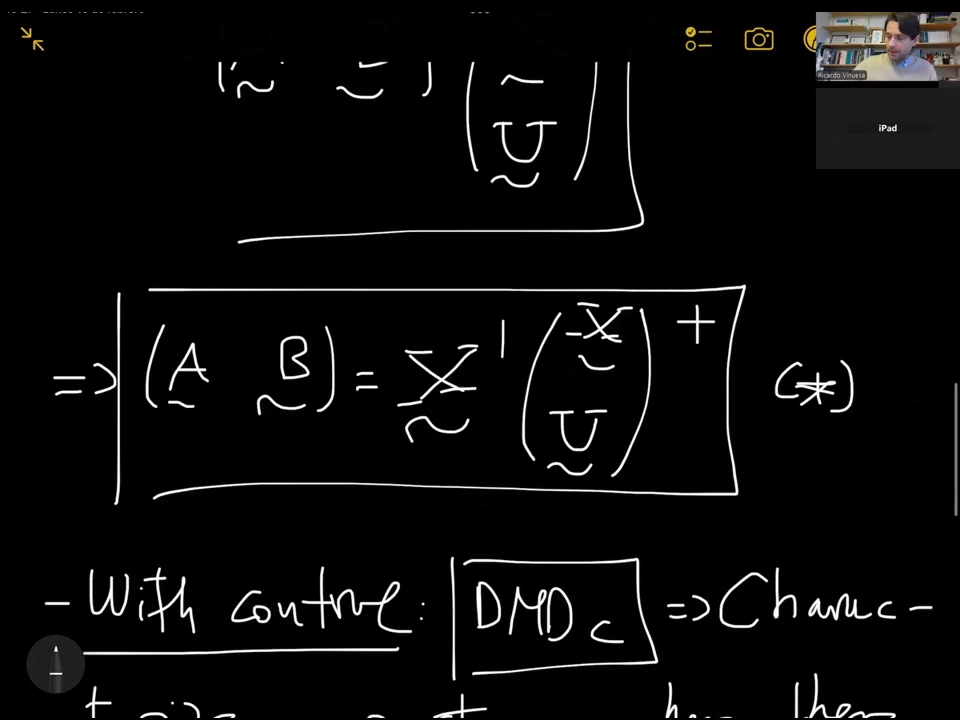 Ricardo Vinuesa
iPad
U
=> (A B) = X' (X U)+ (*)
- With control: DMDc => Charac-